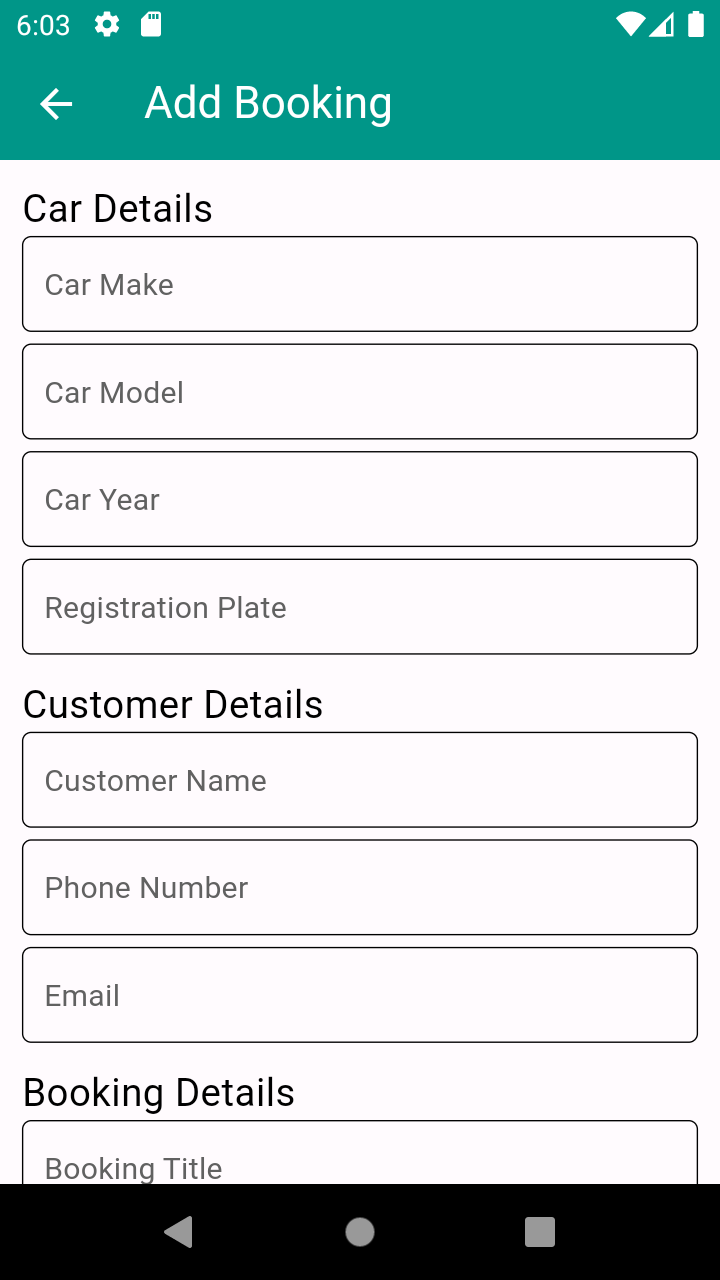 6:03
Add Booking
Car Details
Car Make
Car Model
Car Year
Registration Plate
Customer Details
Customer Name
Phone Number
Email
Booking Details
Booking Title